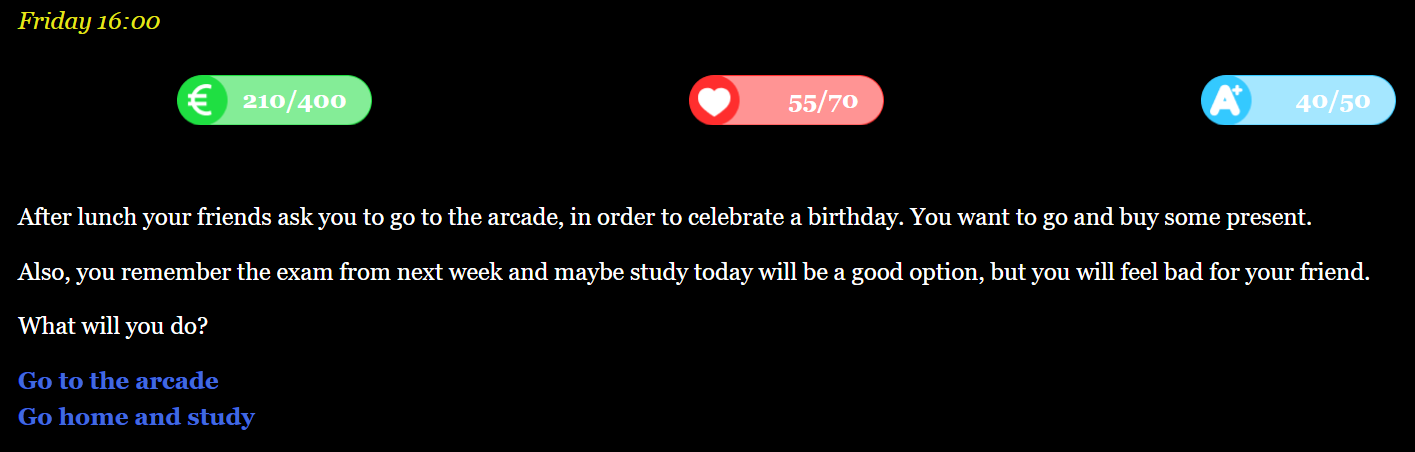 Friday 16:00
€ 210/400 55/70 A+ 40/50
After lunch your friends ask you to go to the arcade, in order to celebrate a birthday. You want to go and buy some present.
Also, you remember the exam from next week and maybe study today will be a good option, but you will feel bad for your friend.
What will you do?
Go to the arcade
Go home and study